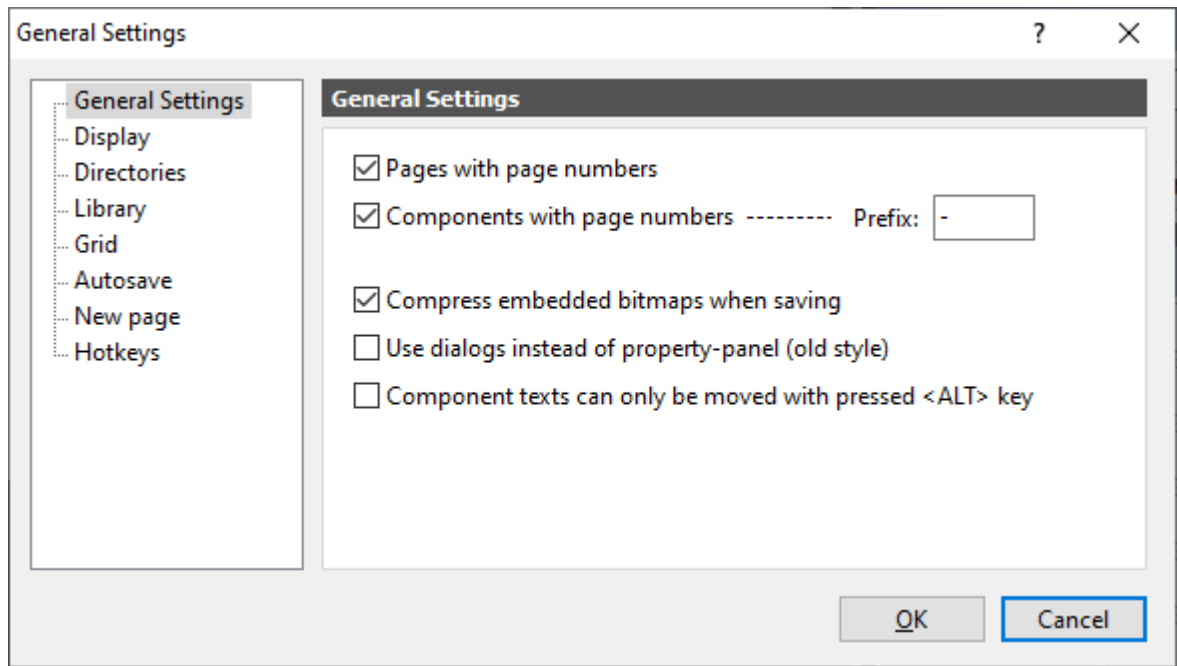 General Settings
?
General Settings
Display
Directories
Library
Grid
Autosave
New page
Hotkeys
General Settings
Pages with page numbers
Components with page numbers --------- Prefix: -
Compress embedded bitmaps when saving
Use dialogs instead of property-panel (old style)
Component texts can only be moved with pressed <ALT> key
OK Cancel